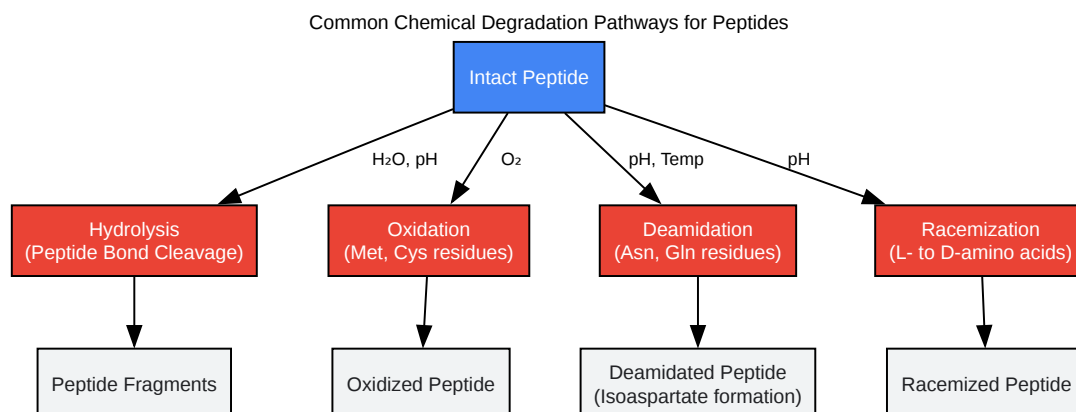 Common Chemical Degradation Pathways for Peptides
Intact Peptide
H₂O, pH
O₂
pH, Temp
pH
Hydrolysis
(Peptide Bond Cleavage)
Oxidation
(Met, Cys residues)
Deamidation
(Asn, Gln residues)
Racemization
(L- to D-amino acids)
Peptide Fragments
Oxidized Peptide
Deamidated Peptide
(Isoaspartate formation)
Racemized Peptide